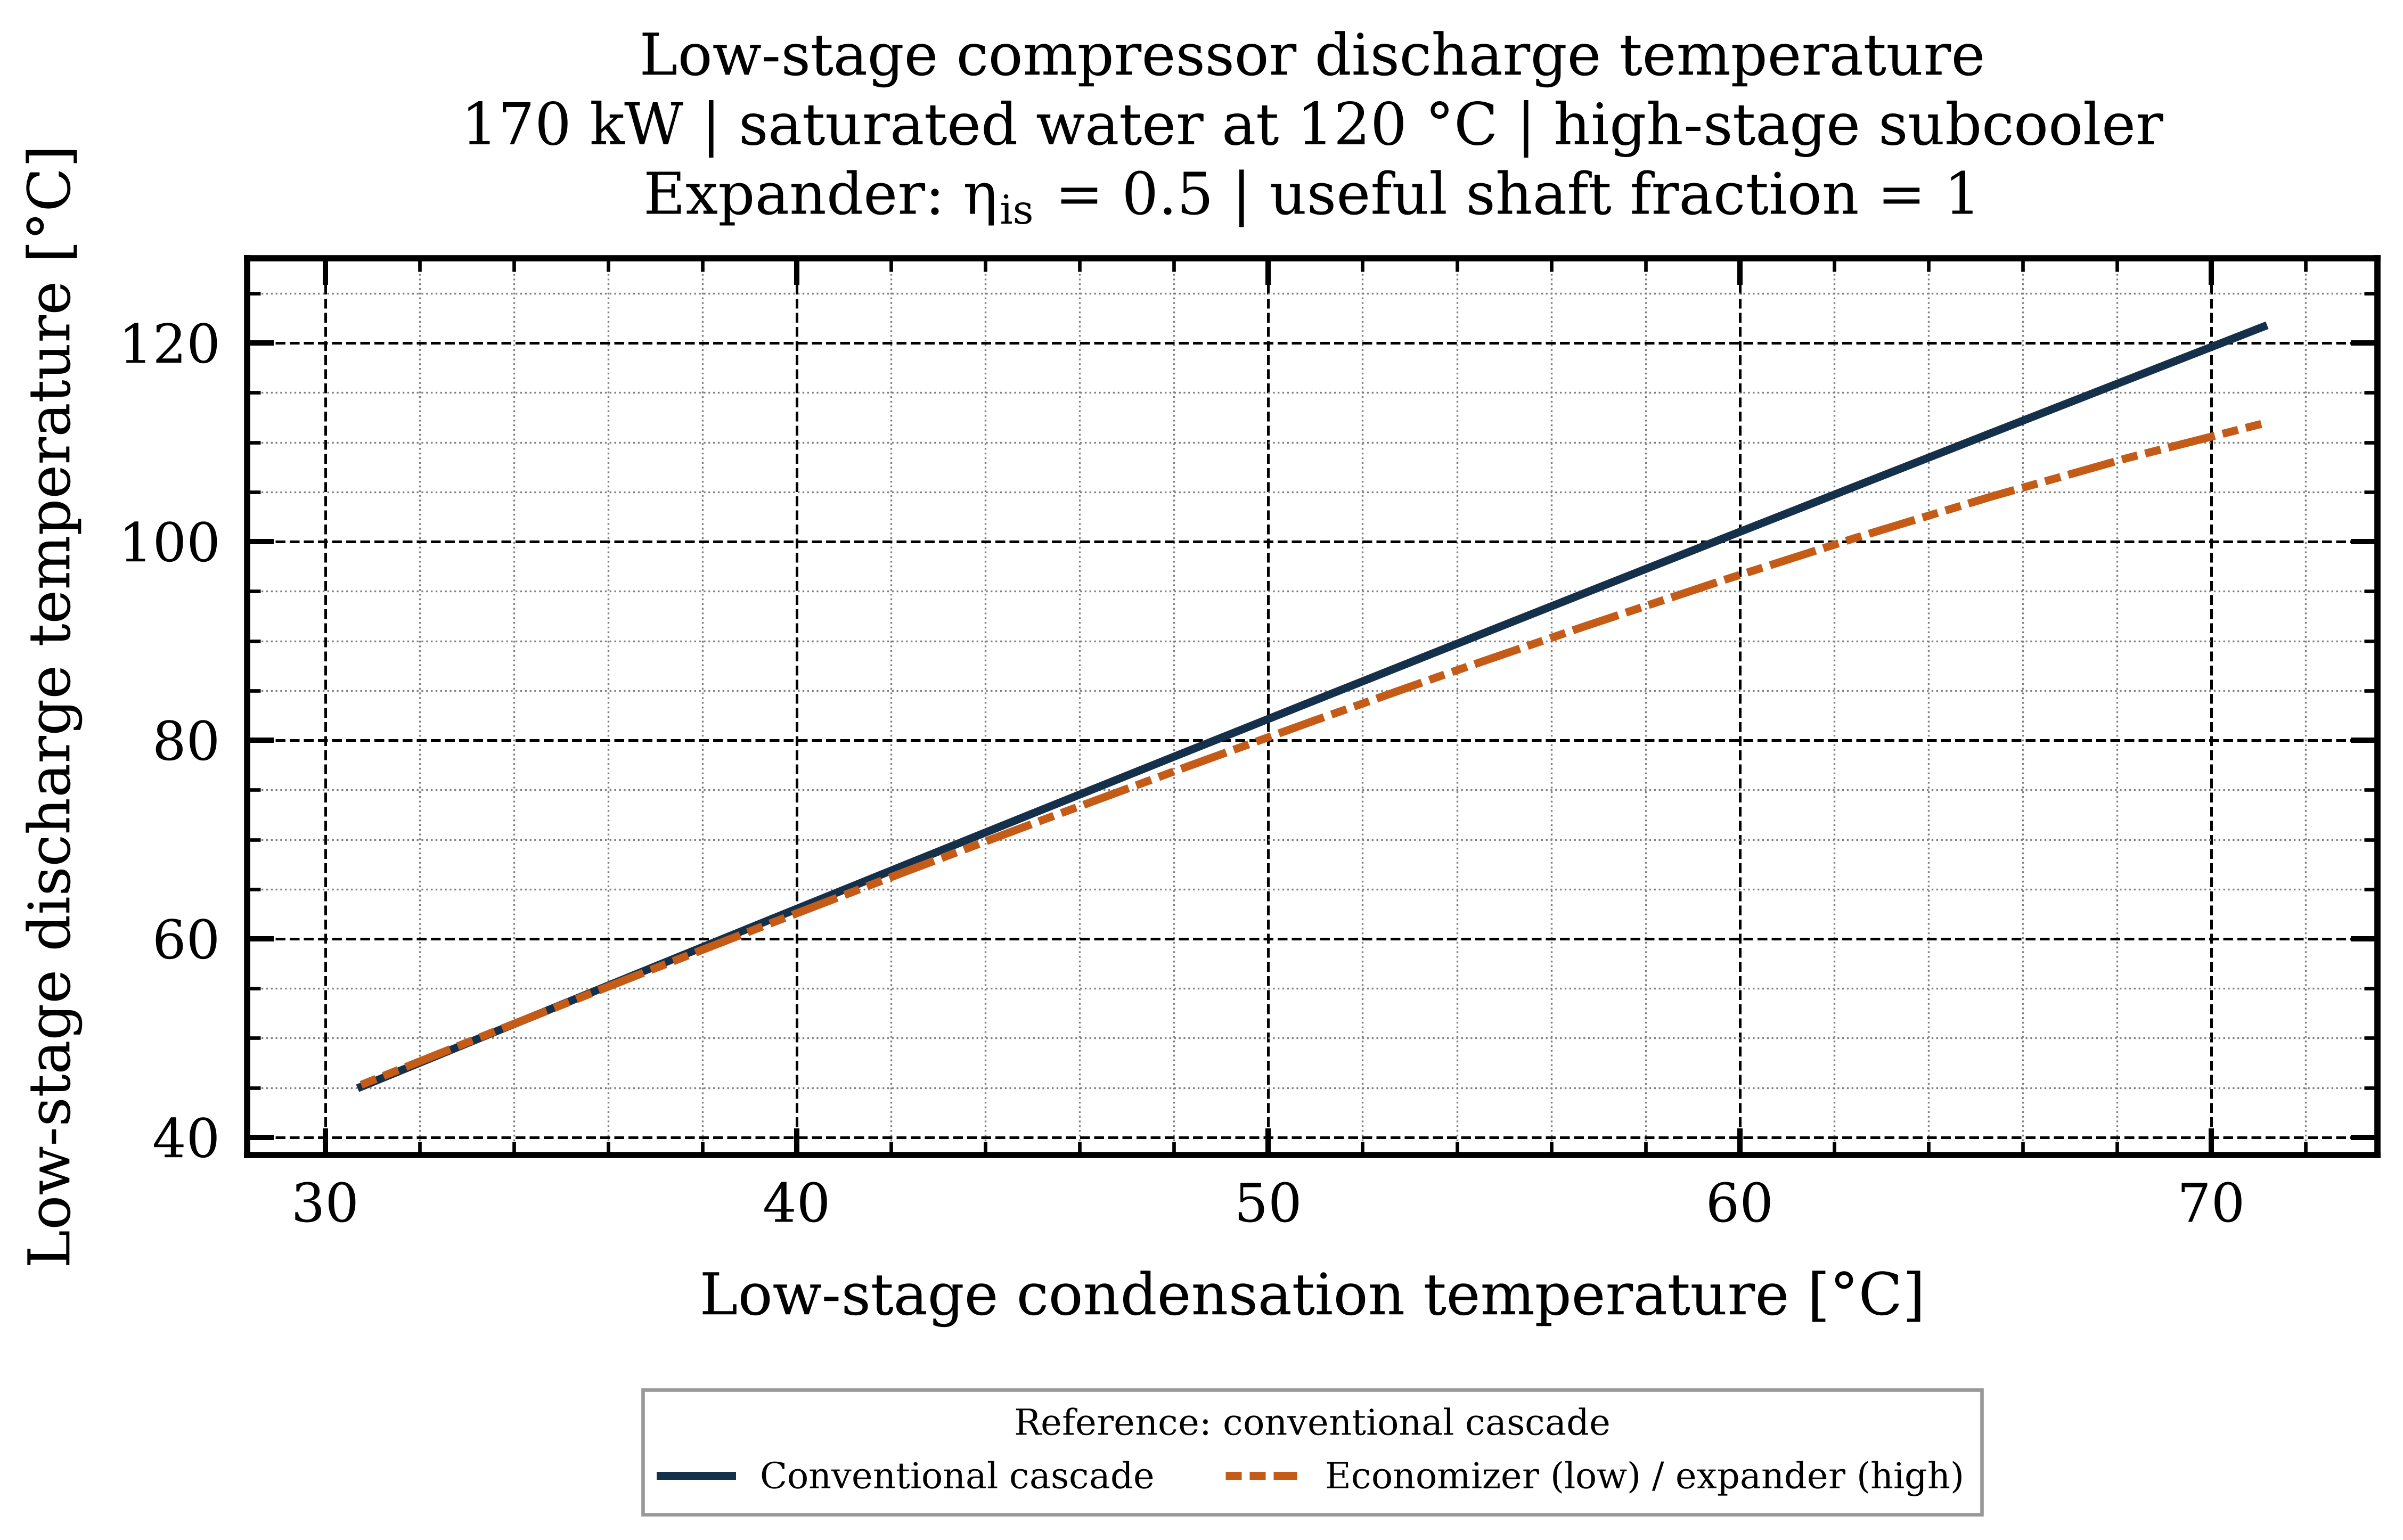 Low-stage compressor discharge temperature
170 kW | saturated water at 120 °C | high-stage subcooler
Expander: ηis = 0.5 | useful shaft fraction = 1
Low-stage discharge temperature [°C]
120
100
80
60
40
30 40 50 60 70
Low-stage condensation temperature [°C]
Reference: conventional cascade
Conventional cascade Economizer (low) / expander (high)